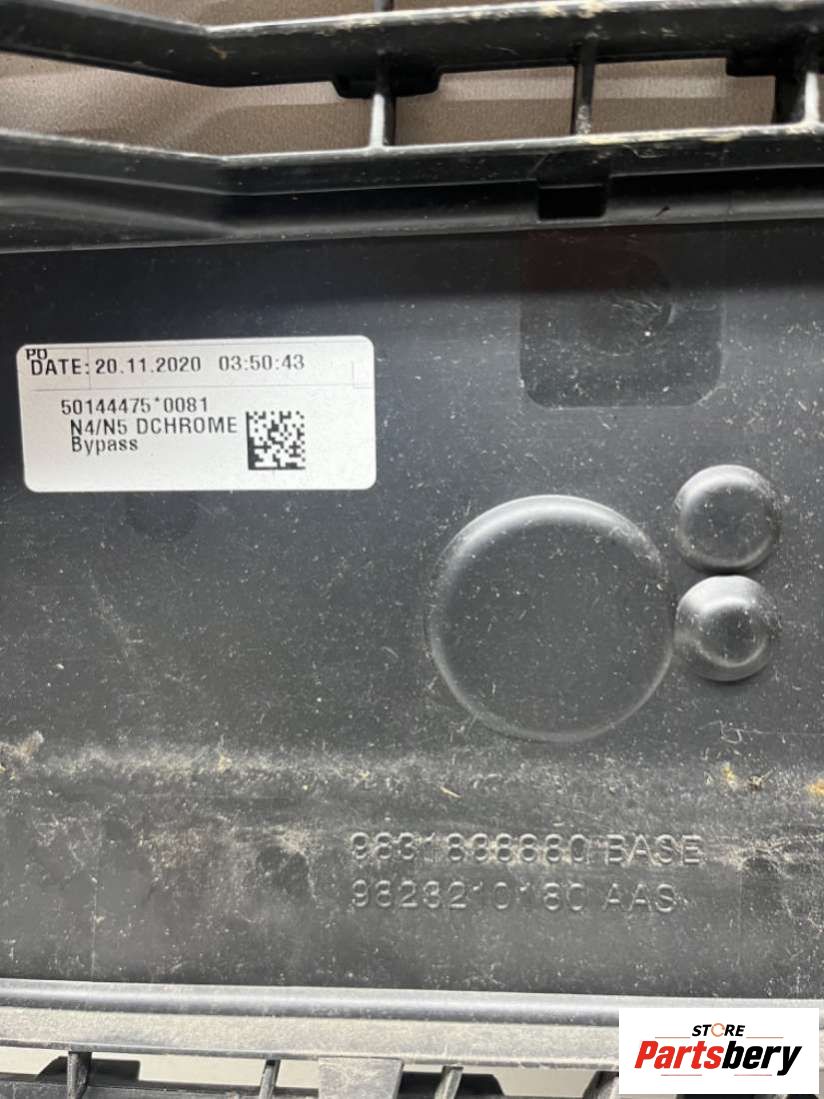 PO
DATE: 20.11.2020 03:50:43
50144475*0081
N4/N5 DCHROME
Bypass
9831838880 BASE
9823210180 AAS
STORE
Partsbery